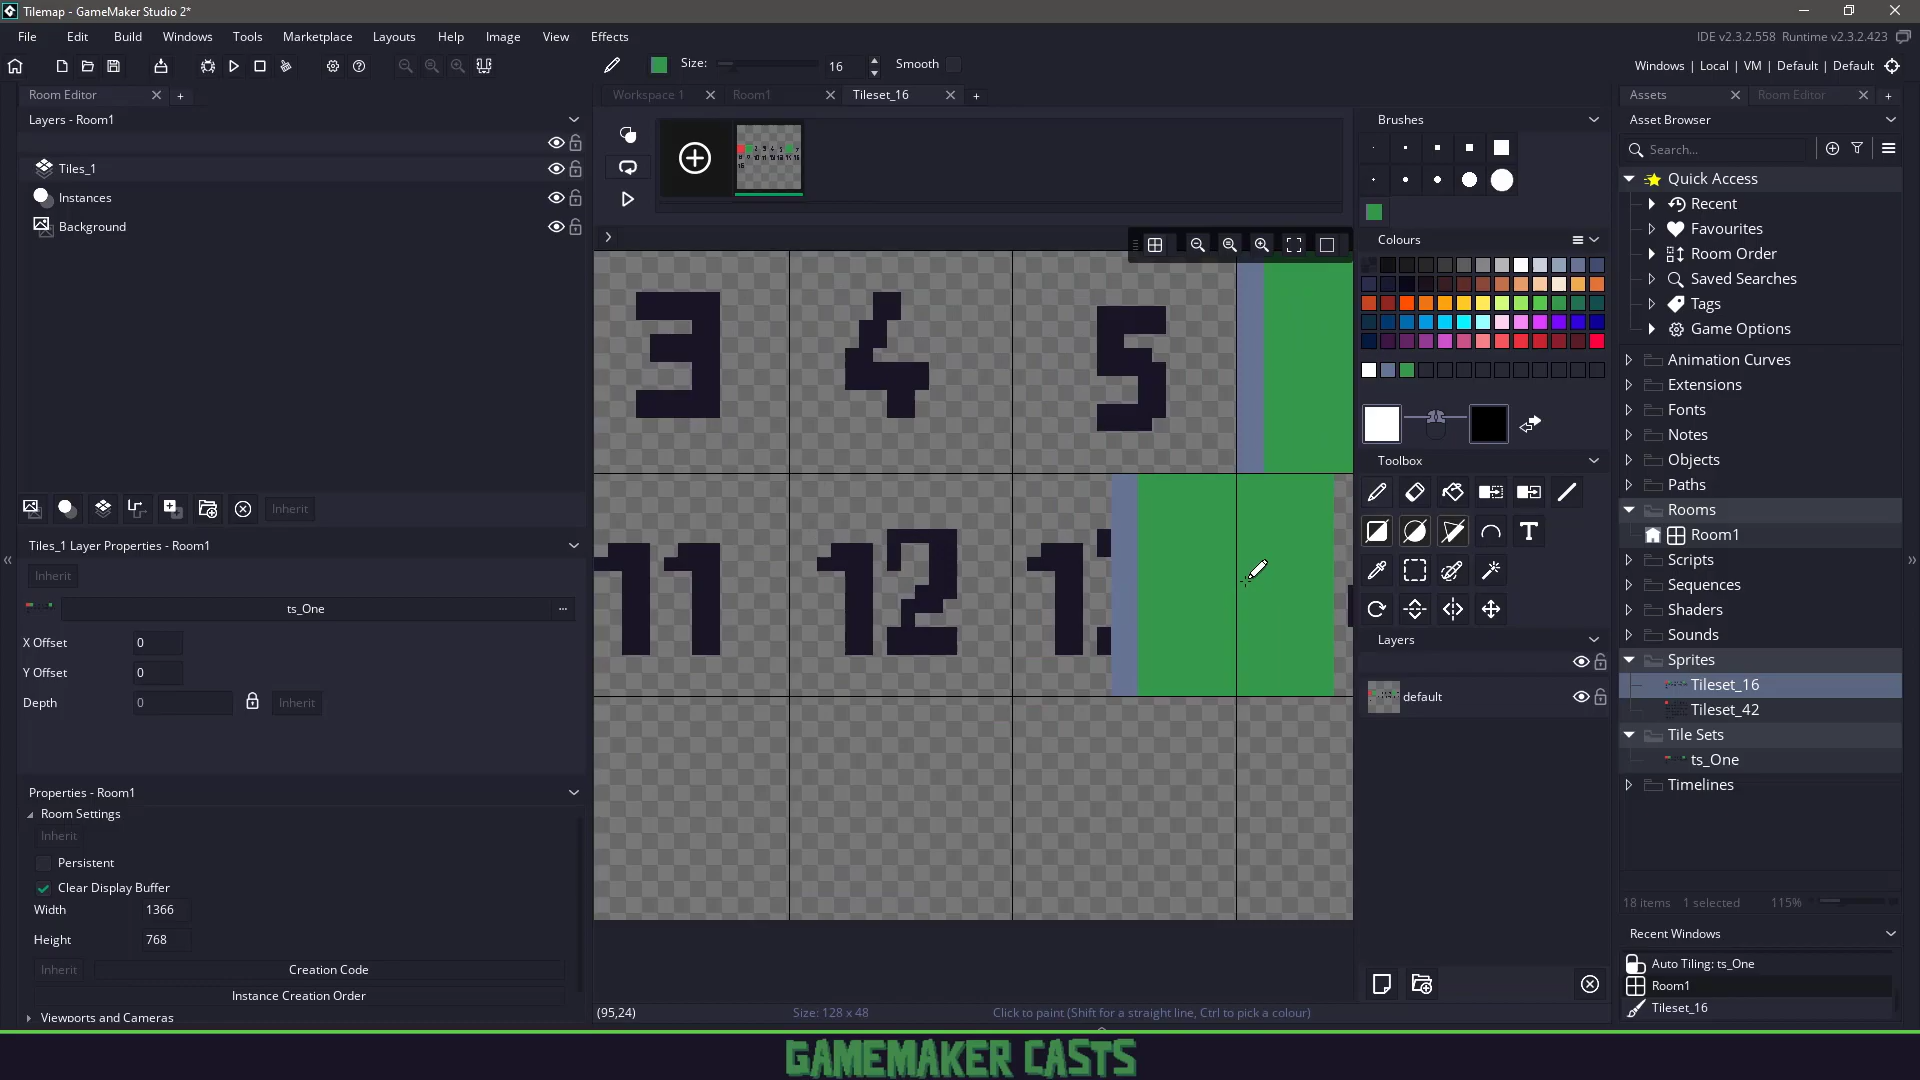 Tilemap - GameMaker Studio 2*
File Edit Build Windows Tools Marketplace Layouts Help Image View Effects
IDE v2.3.2.558 Runtime v2.3.2.423
Size: 16 Smooth
Windows | Local | VM | Default | Default
Room Editor
Workspace 1 Room1 Tileset_16
Assets Room Editor
Layers - Room1
Brushes
Asset Browser
Search...
Tiles_1
Instances
Background
Quick Access
Recent
Favourites
Room Order
Saved Searches
Tags
Game Options
Colours
3 4 5
11 12 1
Animation Curves
Extensions
Fonts
Notes
Objects
Paths
Rooms
Room1
Scripts
Sequences
Shaders
Sounds
Sprites
Tileset_16
Tileset_42
Tile Sets
ts_One
Timelines
Toolbox
Layers
default
Inherit
Tiles_1 Layer Properties - Room1
Inherit
ts_One ...
X Offset 0
Y Offset 0
Depth 0 Inherit
Properties - Room1
Room Settings
Inherit
Persistent
Clear Display Buffer
Width 1366
Height 768
Inherit Creation Code
Instance Creation Order
Viewports and Cameras
18 items 1 selected 115%
Recent Windows
Auto Tiling: ts_One
Room1
Tileset_16
(95,24) Size: 128 x 48 Click to paint (Shift for a straight line, Ctrl to pick a colour)
GAMEMAKER CASTS